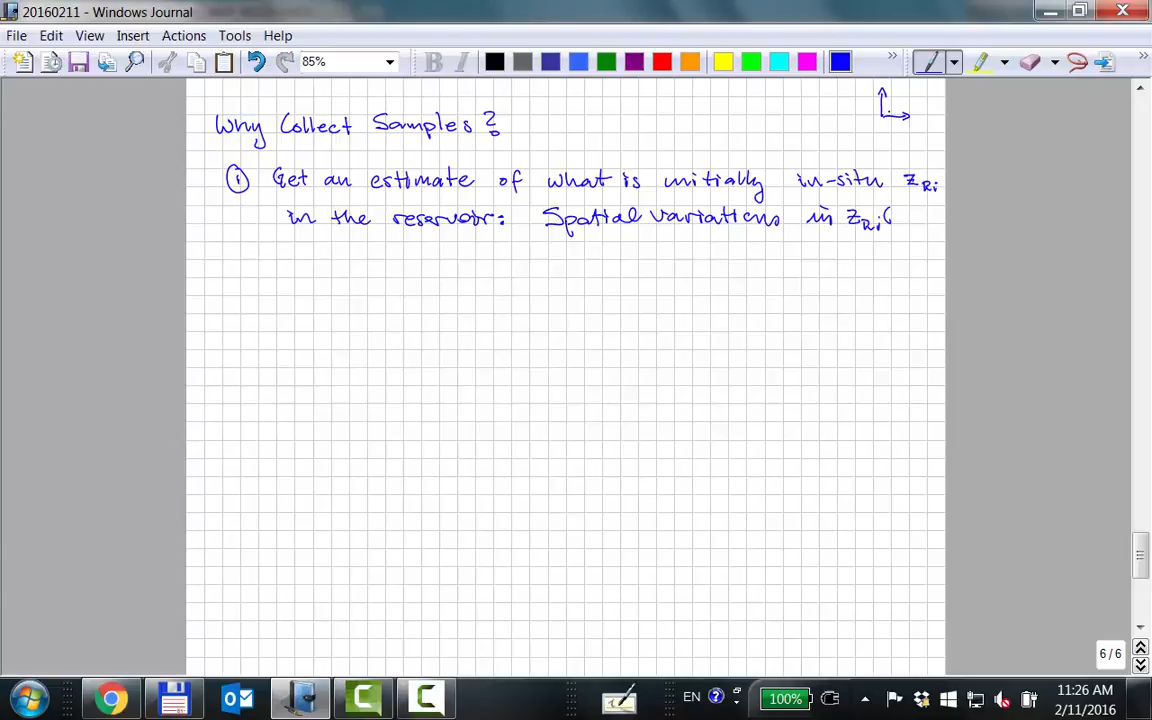 20160211 - Windows Journal
File Edit View Insert Actions Tools Help
85%
Why Collect Samples ?
① Get an estimate of what is initially in-situ z_Ri
in the reservoir: Spatial variations in z_Ri(
6 / 6
EN
100%
11:26 AM
2/11/2016